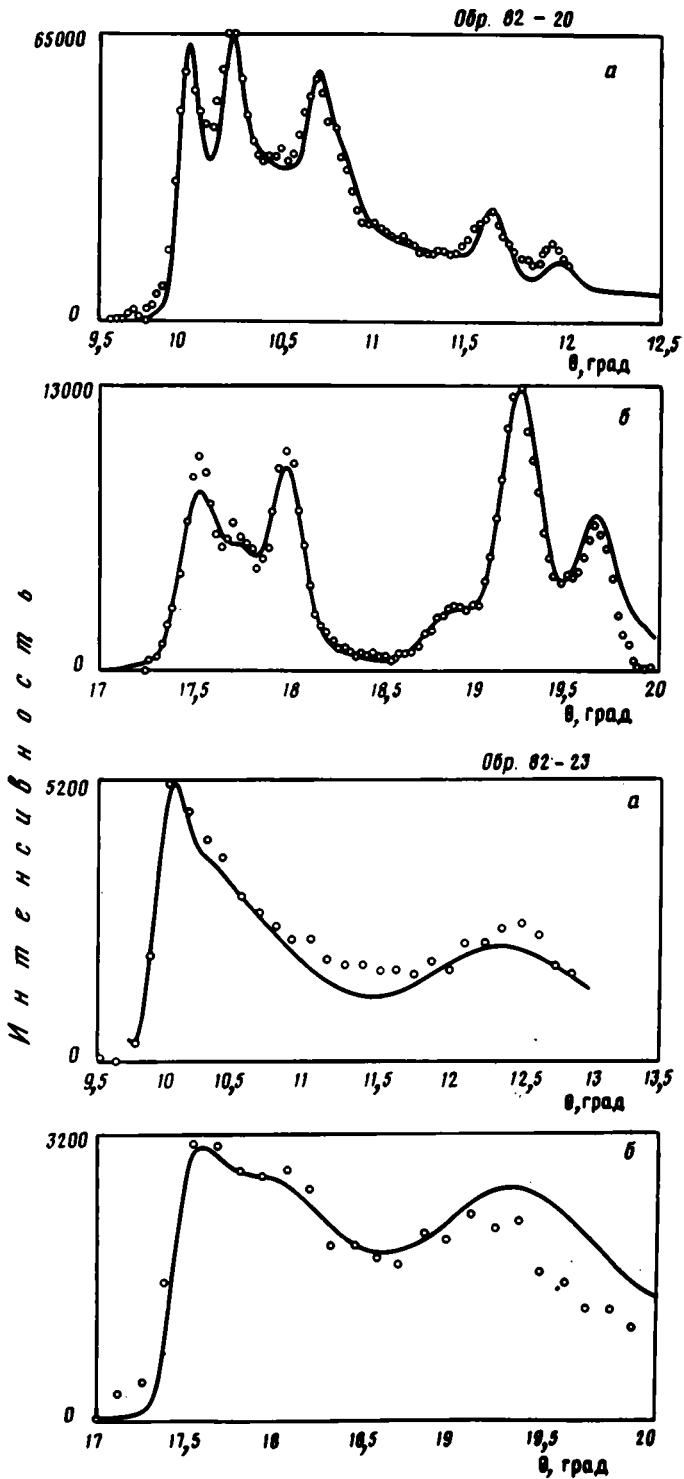 Обр. 82 - 20
65000
а
0
9,5 10 10,5 11 11,5 12 12,5
θ, град
13000
б
0
17 17,5 18 18,5 19 19,5 20
θ, град
Интенсивность
Обр. 82 - 23
5200
а
0
9,5 10 10,5 11 11,5 12 12,5 13 13,5
θ, град
3200
б
0
17 17,5 18 18,5 19 19,5 20
θ, град